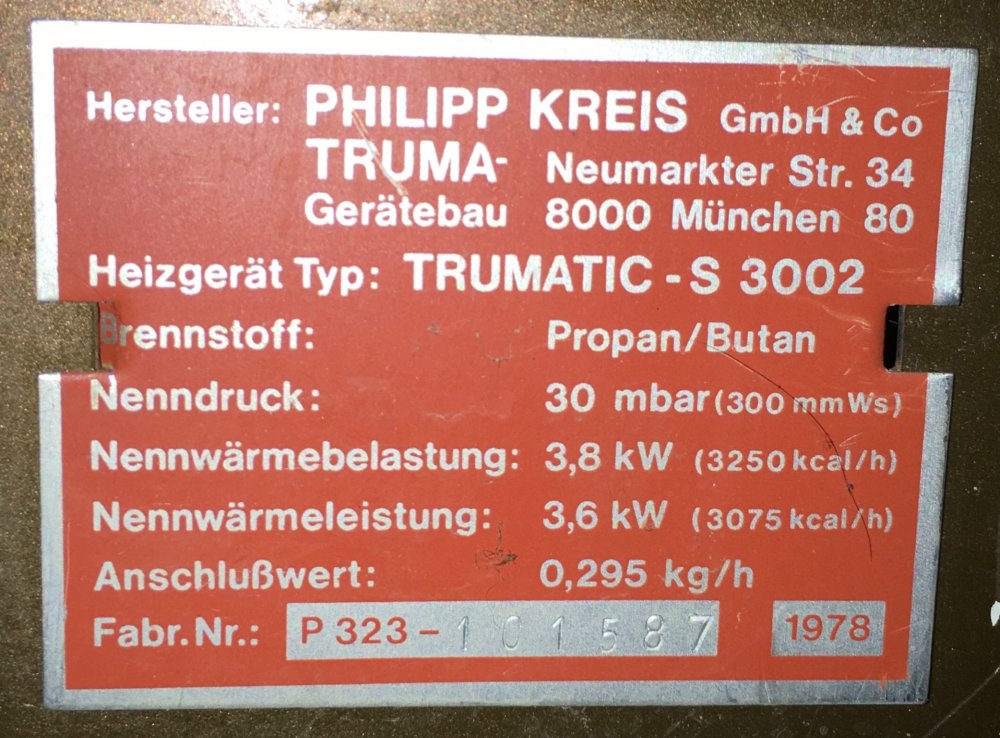 Hersteller: PHILIPP KREIS GmbH & Co
TRUMA- Neumarkter Str. 34
Gerätebau 8000 München 80
Heizgerät Typ: TRUMATIC - S 3002
Brennstoff: Propan/Butan
Nenndruck: 30 mbar (300 mmWs)
Nennwärmebelastung: 3,8 kW (3250 kcal/h)
Nennwärmeleistung: 3,6 kW (3075 kcal/h)
Anschlußwert: 0,295 kg/h
Fabr.Nr.: P 323 - 101587 1978